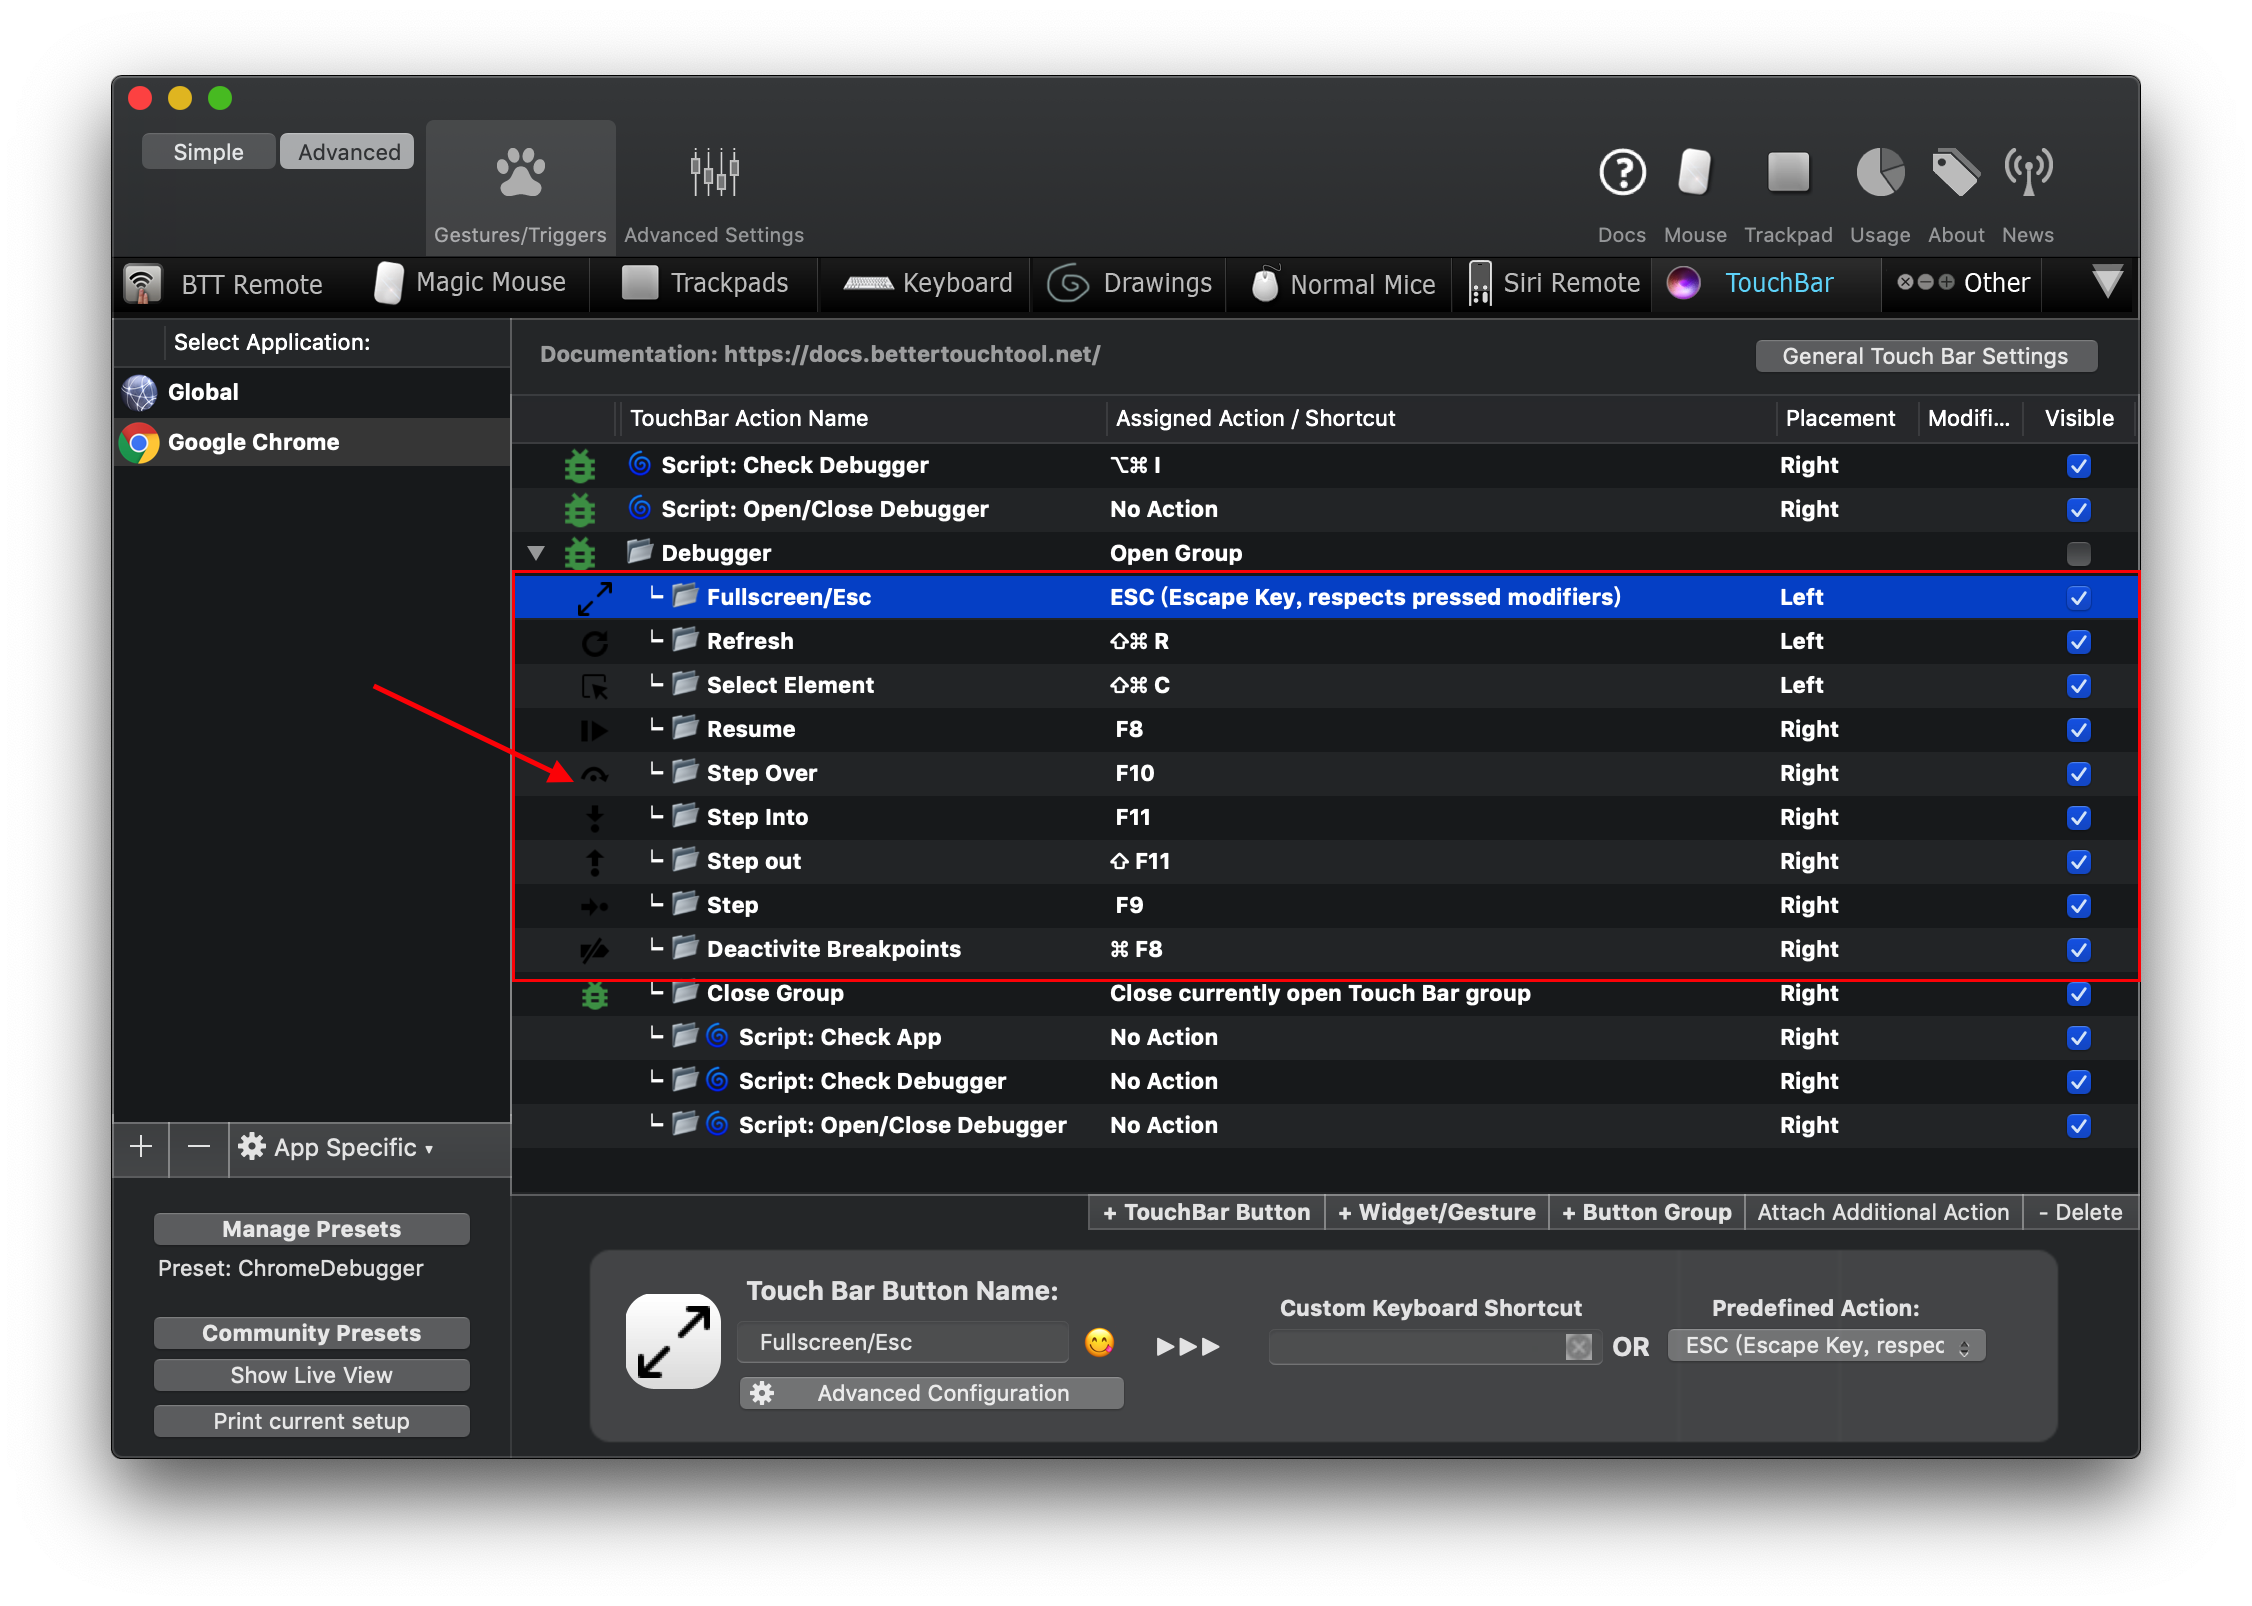 Simple Advanced
Gestures/Triggers Advanced Settings
Docs Mouse Trackpad Usage About News
BTT Remote Magic Mouse Trackpads Keyboard Drawings Normal Mice Siri Remote TouchBar Other
Select Application:
Documentation: https://docs.bettertouchtool.net/
General Touch Bar Settings
Global
Google Chrome
TouchBar Action Name Assigned Action / Shortcut Placement Modifi... Visible
Script: Check Debugger ⌥⌘ I Right
Script: Open/Close Debugger No Action Right
Debugger Open Group
Fullscreen/Esc ESC (Escape Key, respects pressed modifiers) Left
Refresh ⇧⌘ R Left
Select Element ⇧⌘ C Left
Resume F8 Right
Step Over F10 Right
Step Into F11 Right
Step out ⇧ F11 Right
Step F9 Right
Deactivite Breakpoints ⌘ F8 Right
Close Group Close currently open Touch Bar group Right
Script: Check App No Action Right
Script: Check Debugger No Action Right
Script: Open/Close Debugger No Action Right
App Specific
+ TouchBar Button + Widget/Gesture + Button Group Attach Additional Action - Delete
Manage Presets
Preset: ChromeDebugger
Community Presets
Show Live View
Print current setup
Touch Bar Button Name:
Fullscreen/Esc
Advanced Configuration
Custom Keyboard Shortcut
OR
Predefined Action:
ESC (Escape Key, respec